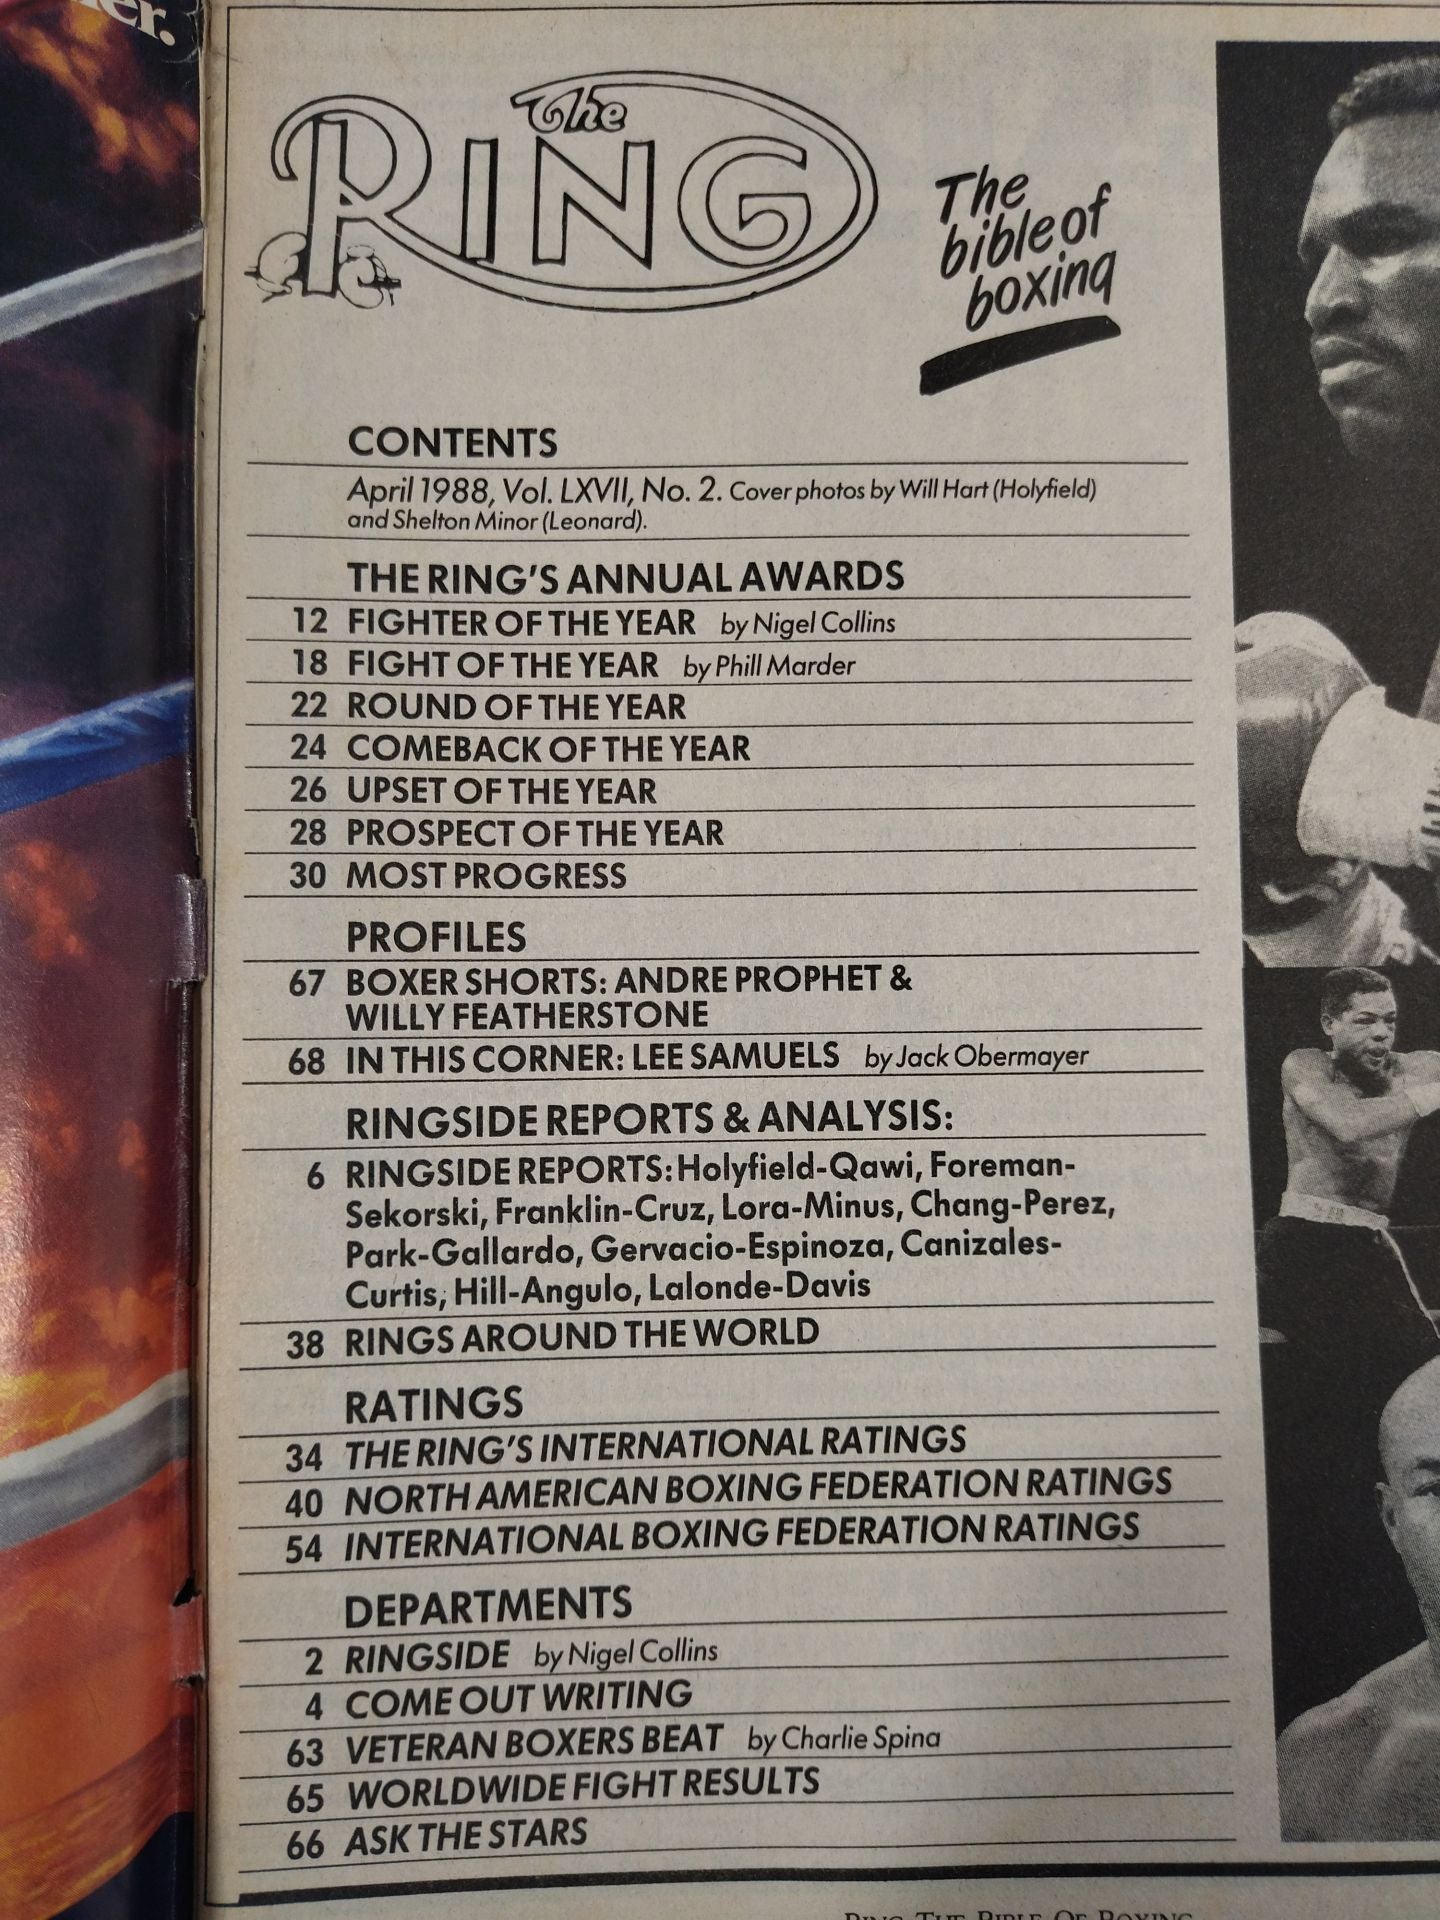 er.
The
RING
The
bible of
boxing
CONTENTS
April 1988, Vol. LXVII, No. 2. Cover photos by Will Hart (Holyfield)
and Shelton Minor (Leonard).
THE RING'S ANNUAL AWARDS
12 FIGHTER OF THE YEAR by Nigel Collins
18 FIGHT OF THE YEAR by Phill Marder
22 ROUND OF THE YEAR
24 COMEBACK OF THE YEAR
26 UPSET OF THE YEAR
28 PROSPECT OF THE YEAR
30 MOST PROGRESS
PROFILES
67 BOXER SHORTS: ANDRE PROPHET &
WILLY FEATHERSTONE
68 IN THIS CORNER: LEE SAMUELS by Jack Obermayer
RINGSIDE REPORTS & ANALYSIS:
6 RINGSIDE REPORTS: Holyfield-Qawi, Foreman-
Sekorski, Franklin-Cruz, Lora-Minus, Chang-Perez,
Park-Gallardo, Gervacio-Espinoza, Canizales-
Curtis, Hill-Angulo, Lalonde-Davis
38 RINGS AROUND THE WORLD
RATINGS
34 THE RING'S INTERNATIONAL RATINGS
40 NORTH AMERICAN BOXING FEDERATION RATINGS
54 INTERNATIONAL BOXING FEDERATION RATINGS
DEPARTMENTS
2 RINGSIDE by Nigel Collins
4 COME OUT WRITING
63 VETERAN BOXERS BEAT by Charlie Spina
65 WORLDWIDE FIGHT RESULTS
66 ASK THE STARS
RING THE BIBLE OF BOXING